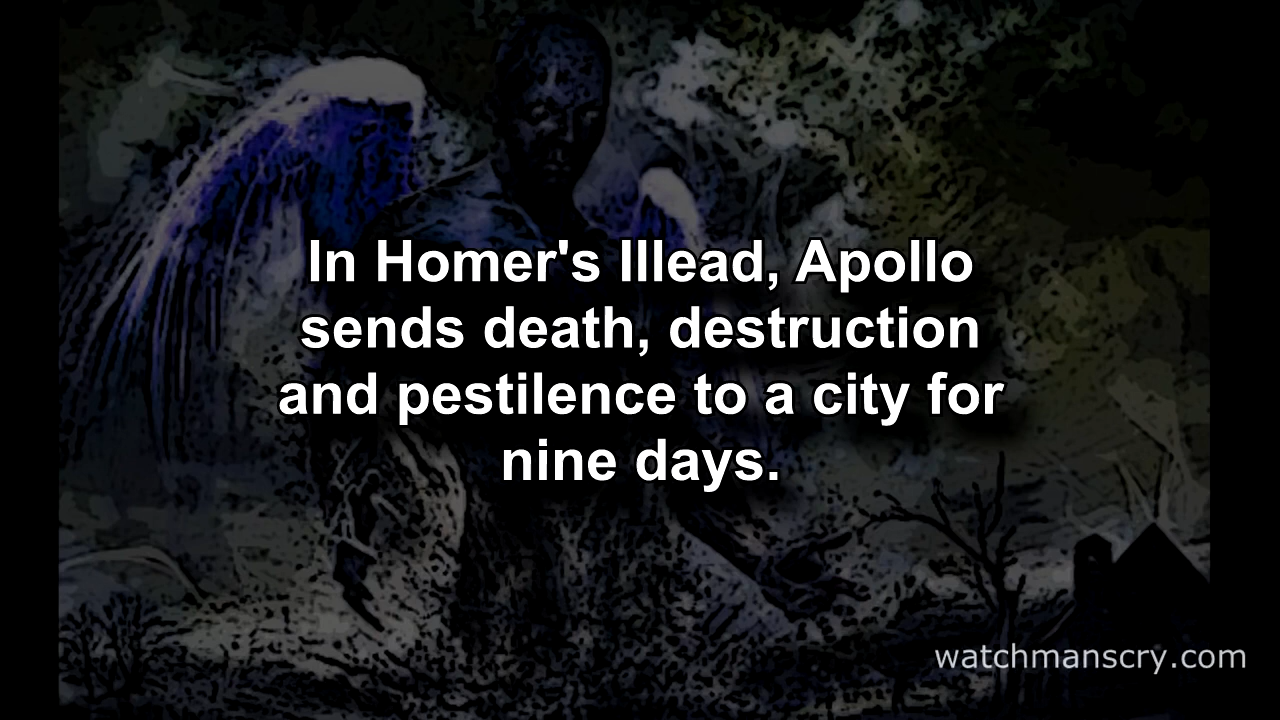 In Homer's Illead, Apollo
sends death, destruction
and pestilence to a city for
nine days.
watchmanscry.com